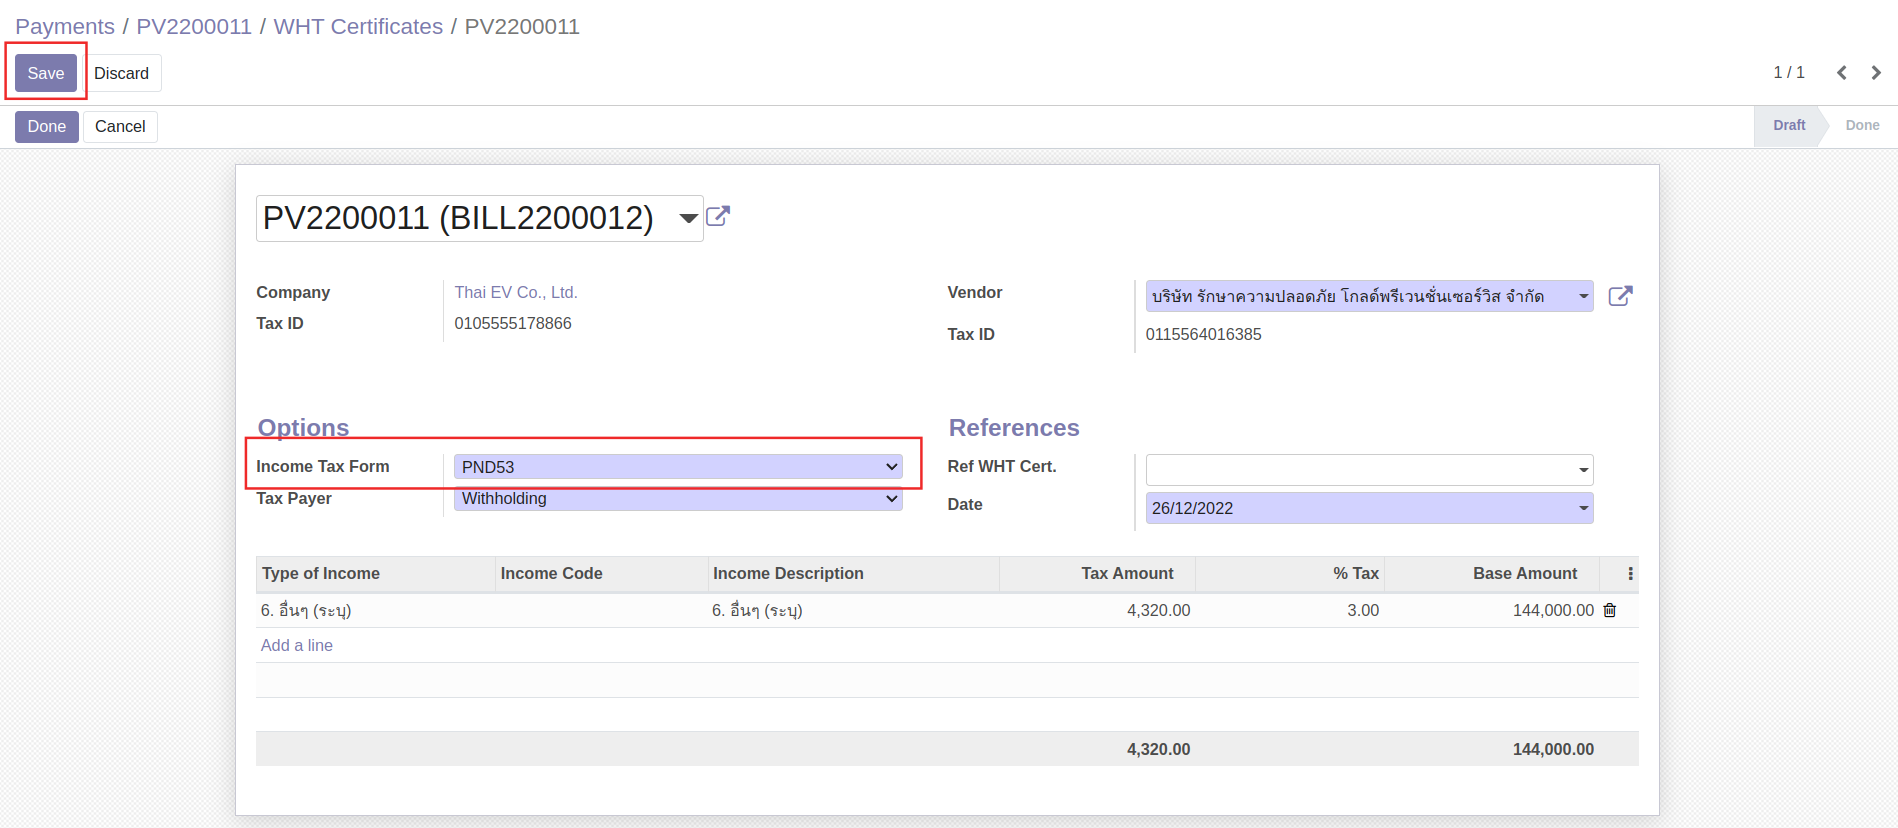 Payments / PV2200011 / WHT Certificates / PV2200011
Save Discard 1 / 1
Done Cancel Draft Done
PV2200011 (BILL2200012)
Company Thai EV Co., Ltd. Vendor บริษัท รักษาความปลอดภัย โกลด์พรีเวนชั่นเซอร์วิส จำกัด
Tax ID 0105555178866 Tax ID 0115564016385
Options References
Income Tax Form PND53 Ref WHT Cert.
Tax Payer Withholding Date 26/12/2022
Type of Income Income Code Income Description Tax Amount % Tax Base Amount
6. อื่นๆ (ระบุ) 6. อื่นๆ (ระบุ) 4,320.00 3.00 144,000.00
Add a line
4,320.00 144,000.00